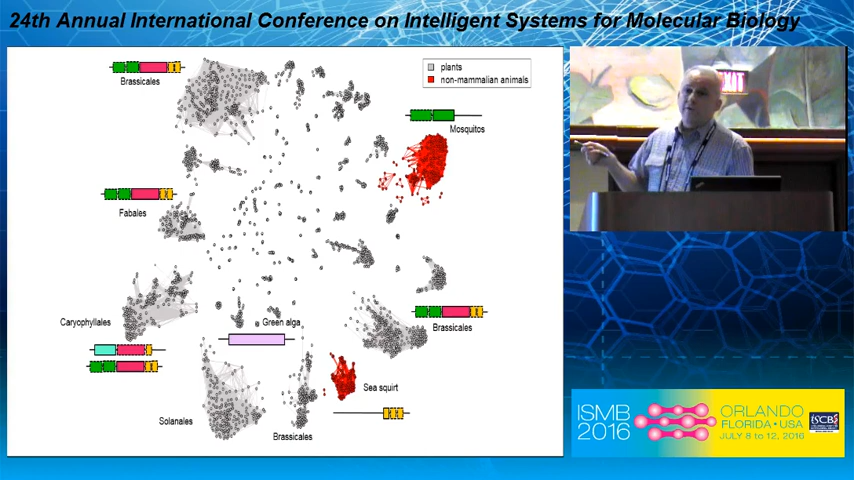 24th Annual International Conference on Intelligent Systems for Molecular Biology
plants
non-mammalian animals
Brassicales
Mosquitos
Fabales
Caryophyllales
Green alga
Brassicales
Sea squirt
Solanales
Brassicales
EXIT
ISMB
2016
ORLANDO
FLORIDA • USA
JULY 8 to 12, 2016
ISCB